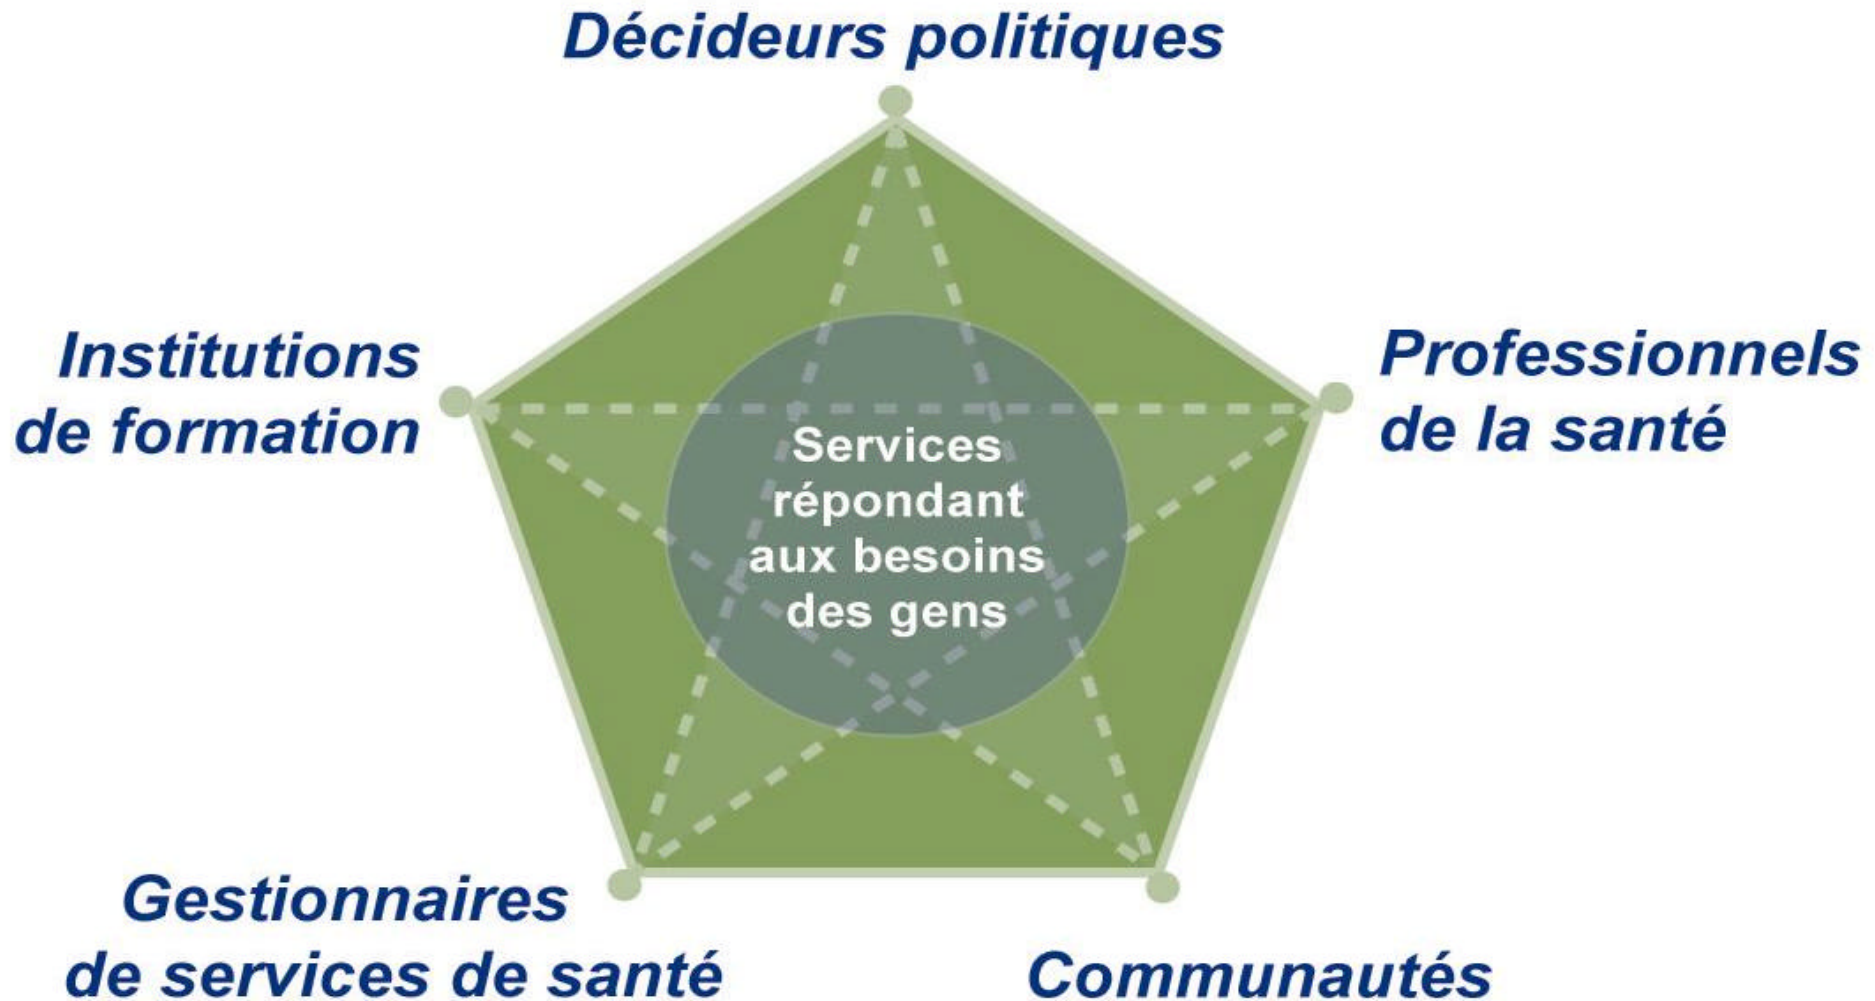 Décideurs politiques
Institutions
de formation
Professionnels
de la santé
Services
répondant
aux besoins
des gens
Gestionnaires
de services de santé
Communautés